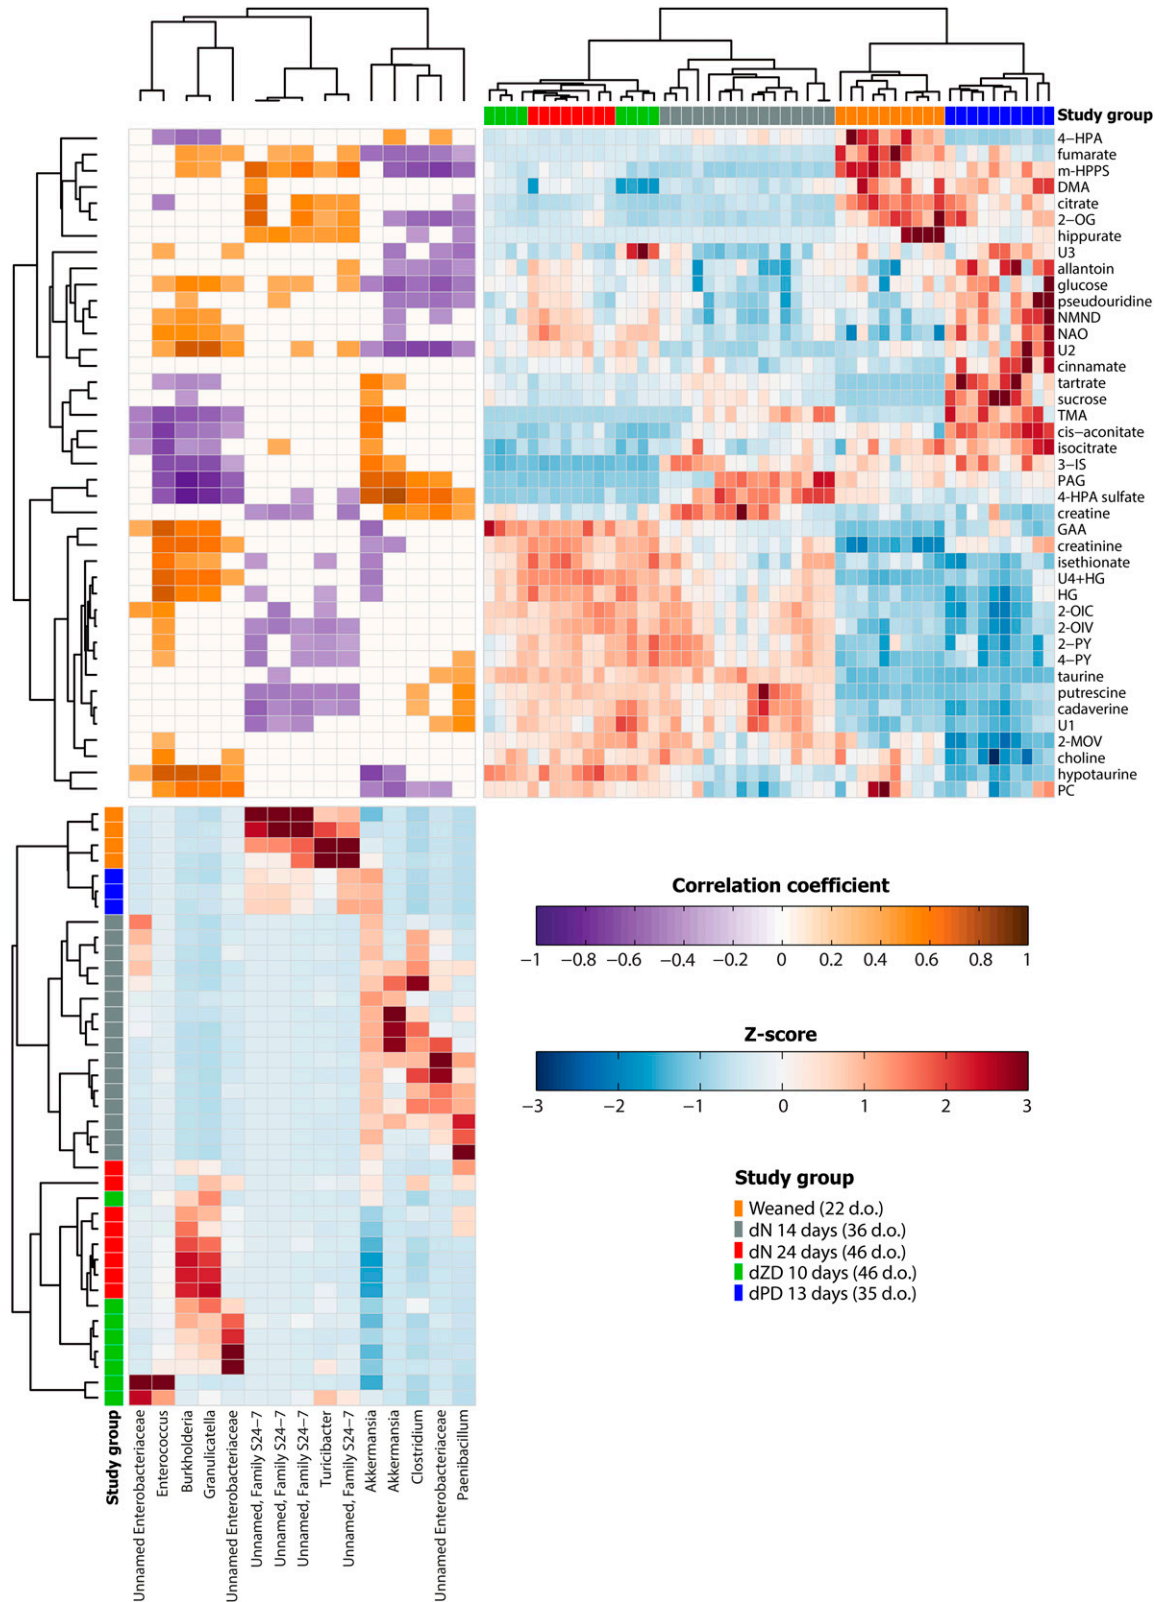 Study group
4−HPA
fumarate
m−HPPS
DMA
citrate
2−OG
hippurate
U3
allantoin
glucose
pseudouridine
NMND
NAO
U2
cinnamate
tartrate
sucrose
TMA
cis−aconitate
isocitrate
3−IS
PAG
4−HPA sulfate
creatine
GAA
creatinine
isethionate
U4+HG
HG
2-OIC
2-OIV
2−PY
4−PY
taurine
putrescine
cadaverine
U1
2-MOV
choline
hypotaurine
PC
Correlation coefficient
−1 −0.8 −0.6 −0.4 −0.2 0 0.2 0.4 0.6 0.8 1
Z−score
−3 −2 −1 0 1 2 3
Study group
Weaned (22 d.o.)
dN 14 days (36 d.o.)
dN 24 days (46 d.o.)
dZD 10 days (46 d.o.)
dPD 13 days (35 d.o.)
Study group
Unnamed Enterobacteriaceae
Enterococcus
Burkholderia
Granulicatella
Unnamed Enterobacteriaceae
Unnamed, Family S24−7
Unnamed, Family S24−7
Unnamed, Family S24−7
Turicibacter
Unnamed, Family S24−7
Akkermansia
Akkermansia
Clostridium
Unnamed Enterobacteriaceae
Paenibacillum